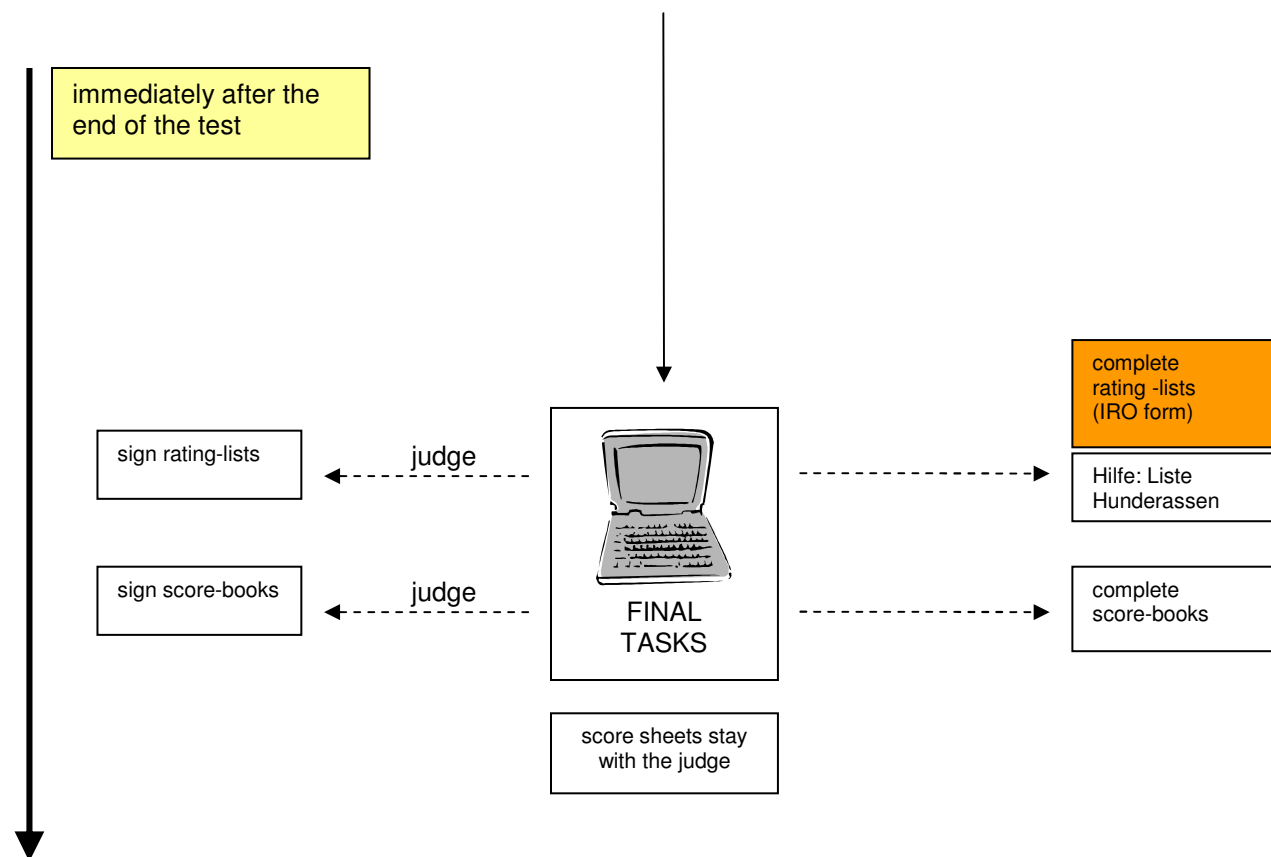 immediately after the
end of the test
complete
rating -lists
(IRO form)
sign rating-lists
judge
Hilfe: Liste
Hunderassen
sign score-books
judge
FINAL
TASKS
complete
score-books
score sheets stay
with the judge